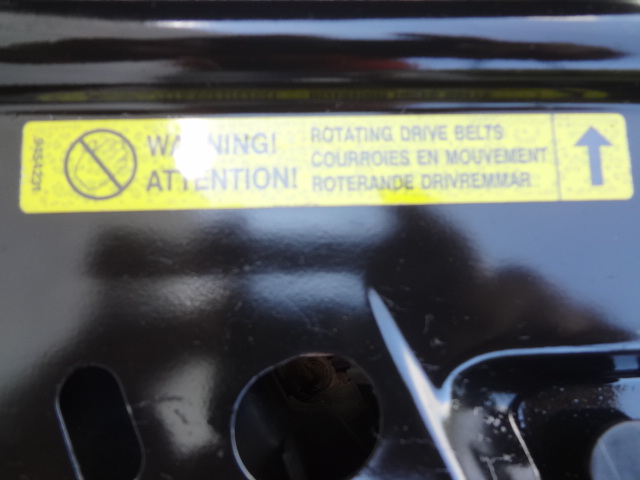 WARNING!
ATTENTION!
ROTATING DRIVE BELTS
COURROIES EN MOUVEMENT
ROTERANDE DRIVREMMAR